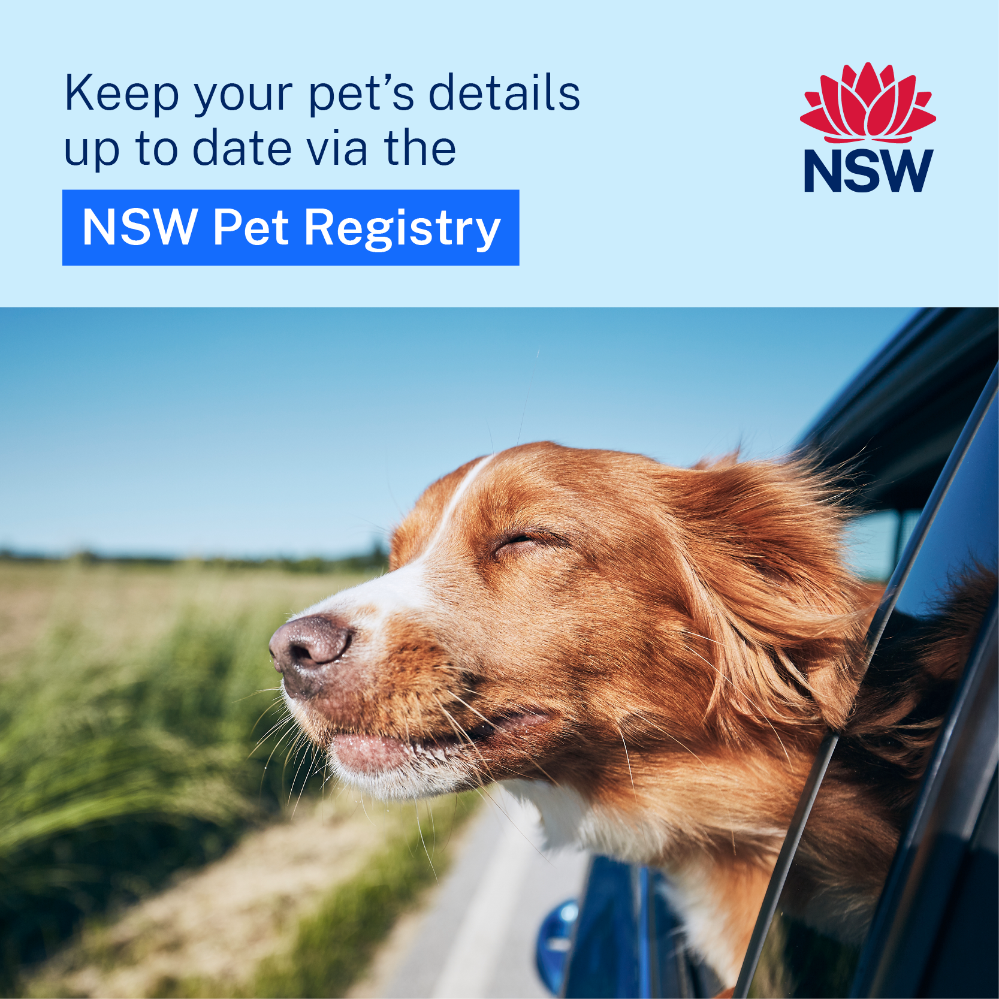 Keep your pet’s details
up to date via the
NSW Pet Registry
NSW